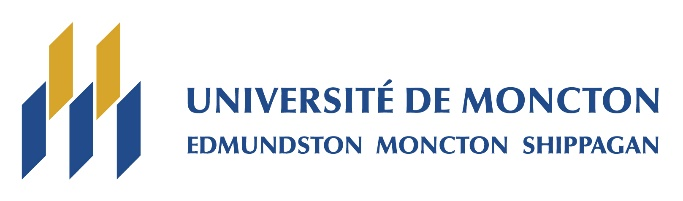 UNIVERSITÉ DE MONCTON
EDMUNDSTON MONCTON SHIPPAGAN